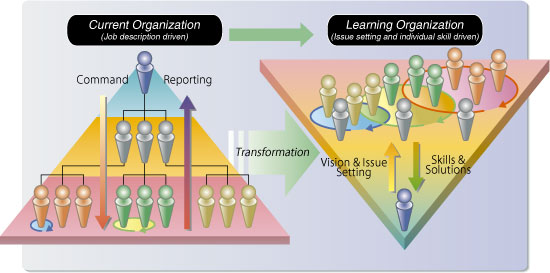 Current Organization
(Job description driven)
Learning Organization
(Issue setting and individual skill driven)
Command
Reporting
Transformation
Vision & Issue
Setting
Skills &
Solutions